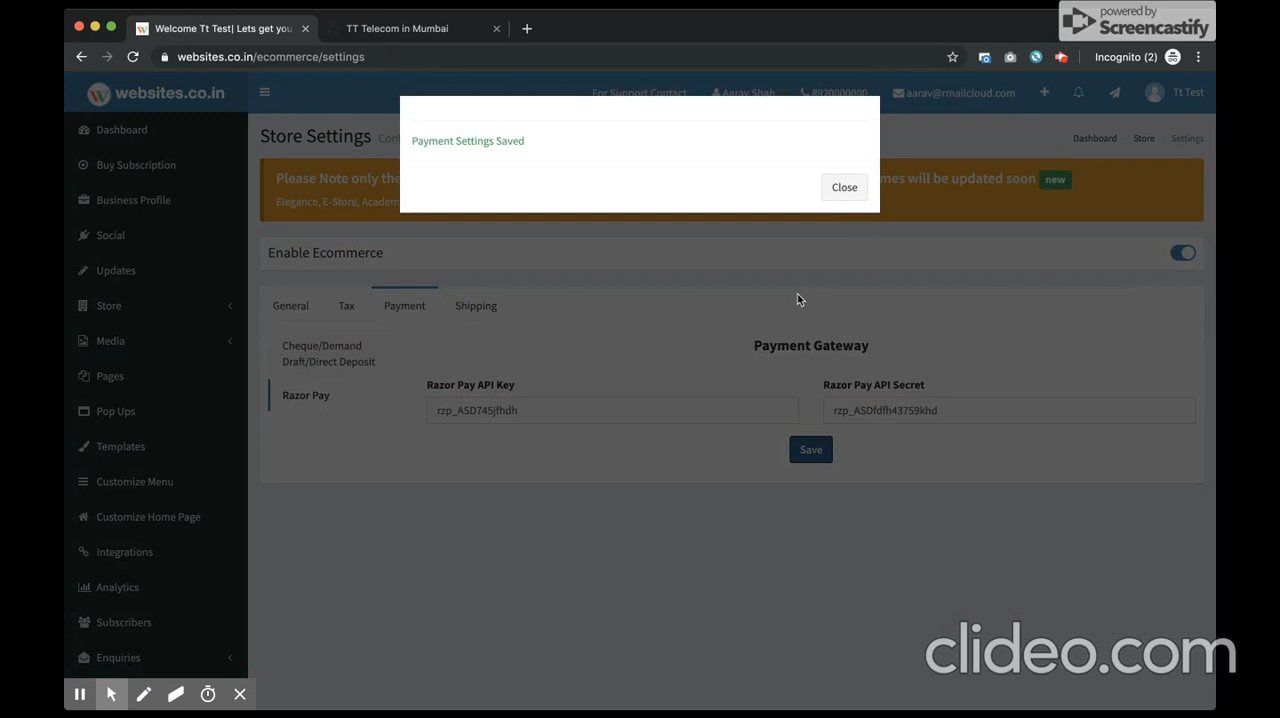 powered by
Screencastify
Welcome Tt Test| Lets get you
TT Telecom in Mumbai
websites.co.in/ecommerce/settings
Incognito (2)
websites.co.in
For Support Contact
Aarav Shah
8920600000
aarav@rmailcloud.com
Tt Test
Dashboard
Buy Subscription
Business Profile
Social
Updates
Store
Media
Pages
Pop Ups
Templates
Customize Menu
Customize Home Page
Integrations
Analytics
Subscribers
Enquiries
Store Settings
Dashboard
Store
Settings
Payment Settings Saved
Close
Please Note only the
mes will be updated soon
new
Elegance, E-Store, Academ
Enable Ecommerce
General
Tax
Payment
Shipping
Cheque/Demand
Draft/Direct Deposit
Razor Pay
Payment Gateway
Razor Pay API Key
Razor Pay API Secret
rzp_ASD745jfhdh
rzp_ASDfdfh43759khd
Save
clideo.com